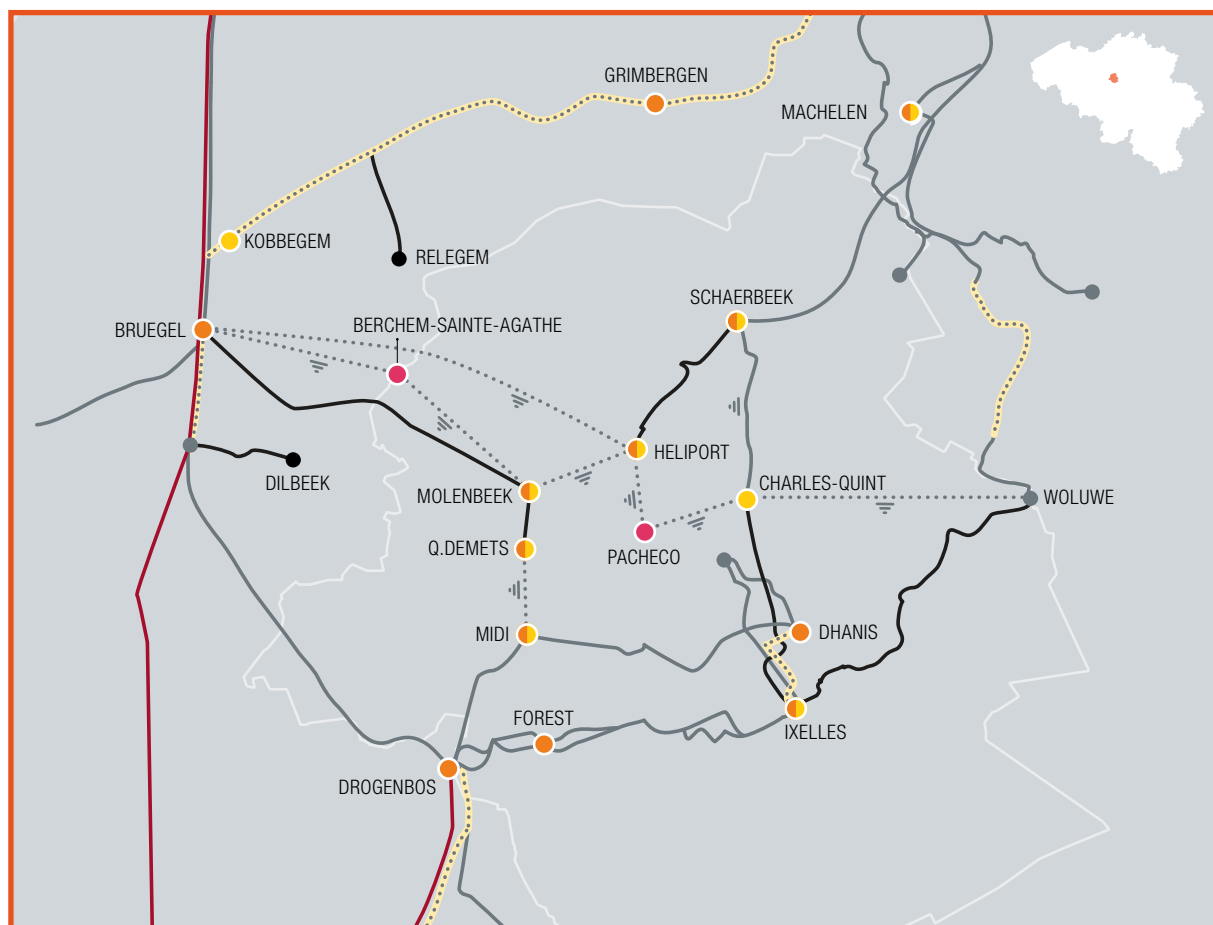 GRIMBERGEN
MACHELEN
KOBBEGEM
RELEGEM
SCHAERBEEK
BRUEGEL
BERCHEM-SAINTE-AGATHE
HELIPORT
DILBEEK
MOLENBEEK
CHARLES-QUINT
WOLUWE
Q.DEMETS
PACHECO
MIDI
DHANIS
FOREST
IXELLES
DROGENBOS